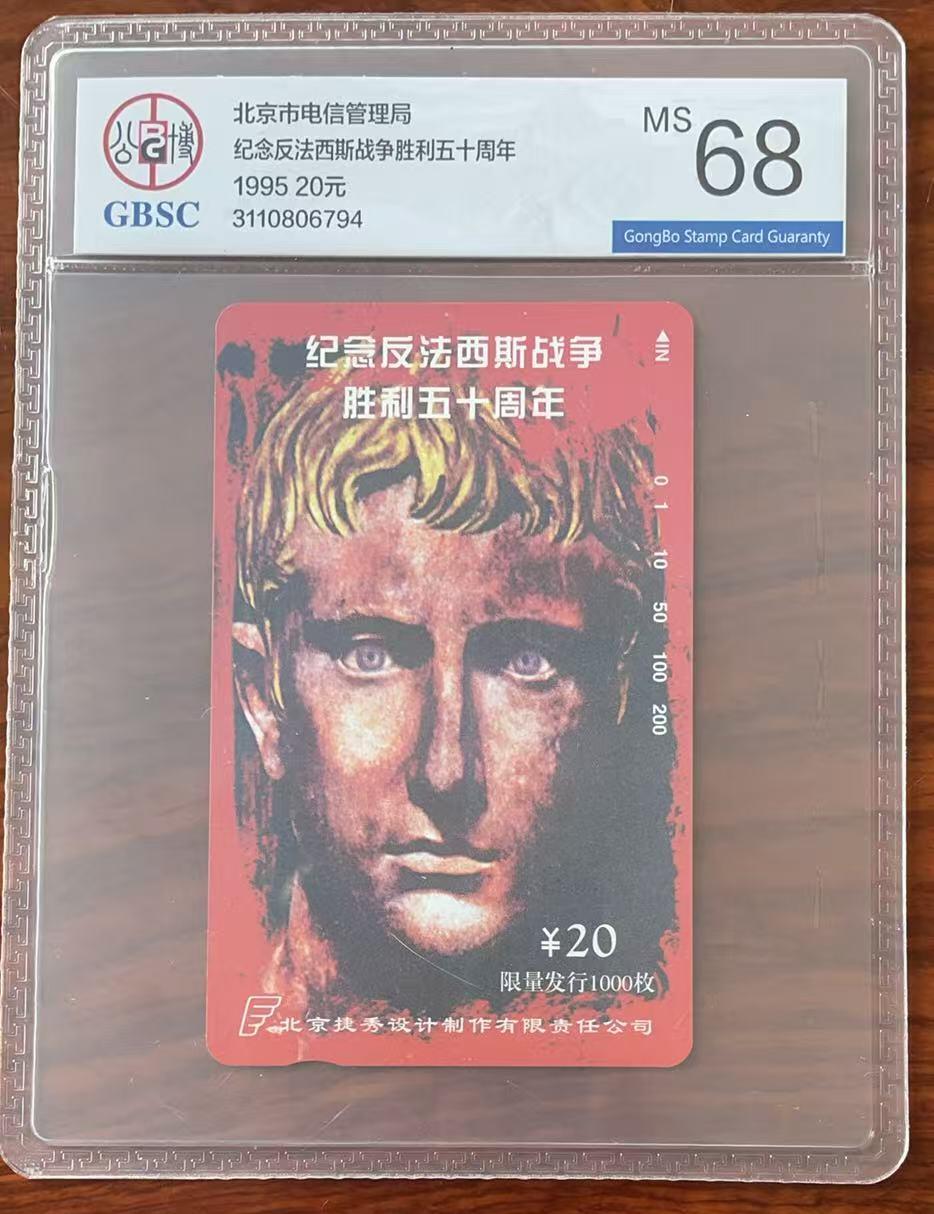 北京市电信管理局
纪念反法西斯战争胜利五十周年
1995 20元
3110806794
公 PG 博
GBSC
MS 68
GongBo Stamp Card Guaranty
纪念反法西斯战争
胜利五十周年
◀IN
0 1 10 50 100 200
¥20
限量发行1000枚
北京捷秀设计制作有限责任公司